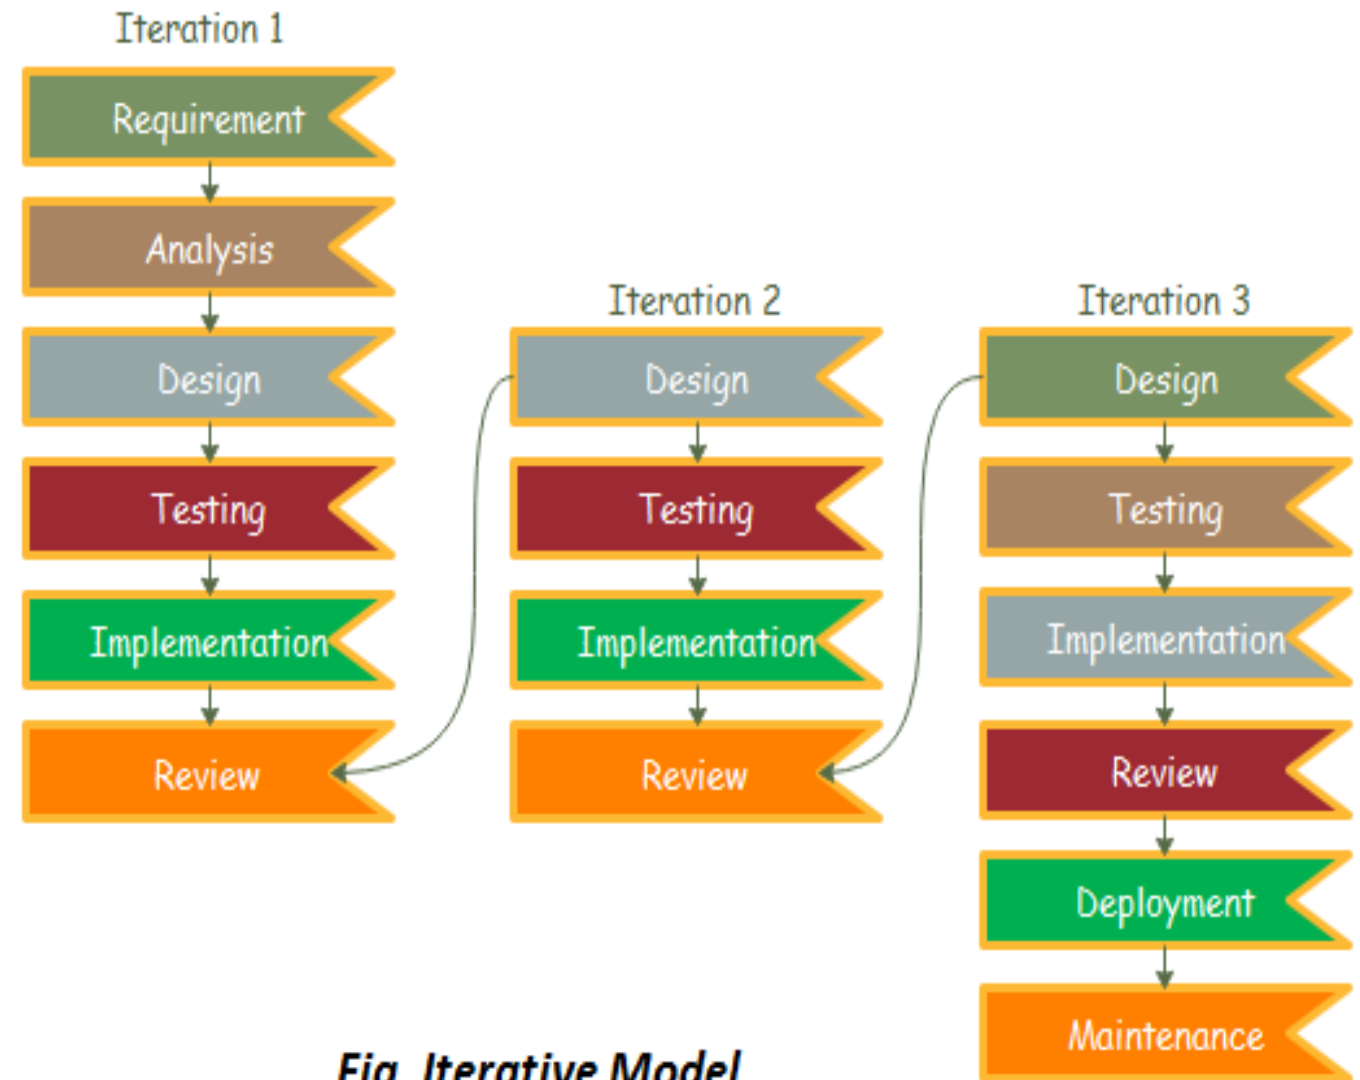 Iteration 1
Requirement
Analysis
Design
Testing
Implementation
Review
Iteration 2
Design
Testing
Implementation
Review
Iteration 3
Design
Testing
Implementation
Review
Deployment
Maintenance
Fig. Iterative Model